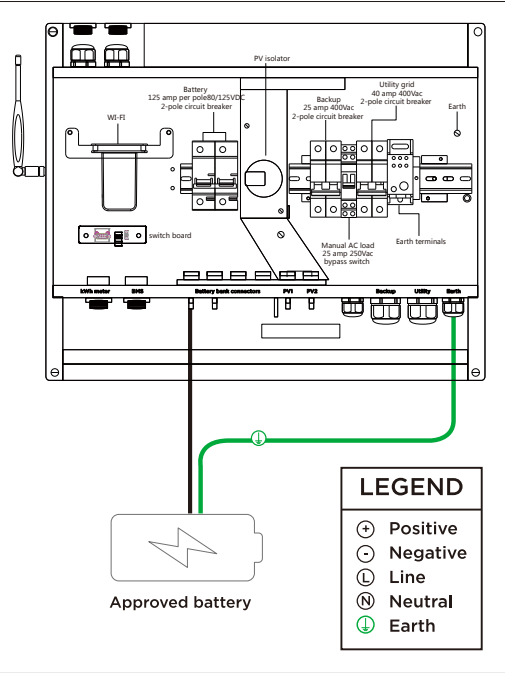 PV isolator
Battery
125 amp per pole80/125VDC
2-pole circuit breaker
Utility grid
40 amp 400Vac
2-pole circuit breaker
Backup
25 amp 400Vac
2-pole circuit breaker
Earth
WI-FI
switch board
Manual AC load
25 amp 250Vac
bypass switch
Earth terminals
kWh meter
BMS
Battery bank connectors
PV1
PV2
Backup
Utility
Earth
Approved battery
LEGEND
+ Positive
- Negative
L Line
N Neutral
Earth